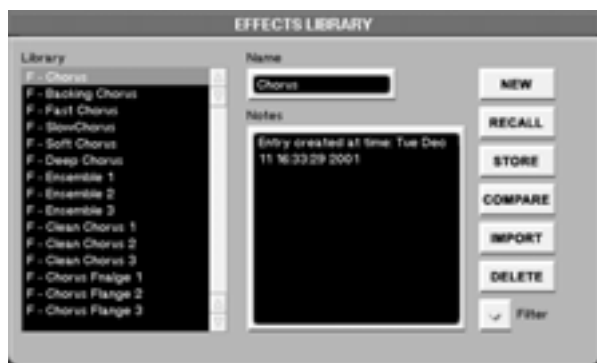 EFFECTS LIBRARY
Library
F - Chorus
F - Backing Chorus
F - Fast Chorus
F - SlowChorus
F - Soft Chorus
F - Deep Chorus
F - Ensemble 1
F - Ensemble 2
F - Ensemble 3
F - Clean Chorus 1
F - Clean Chorus 2
F - Clean Chorus 3
F - Chorus Fnalge 1
F - Chorus Flange 2
F - Chorus Flange 3
Name
Chorus
Notes
Entry created at time: Tue Dec
11 16:33:29 2001
NEW
RECALL
STORE
COMPARE
IMPORT
DELETE
Filter